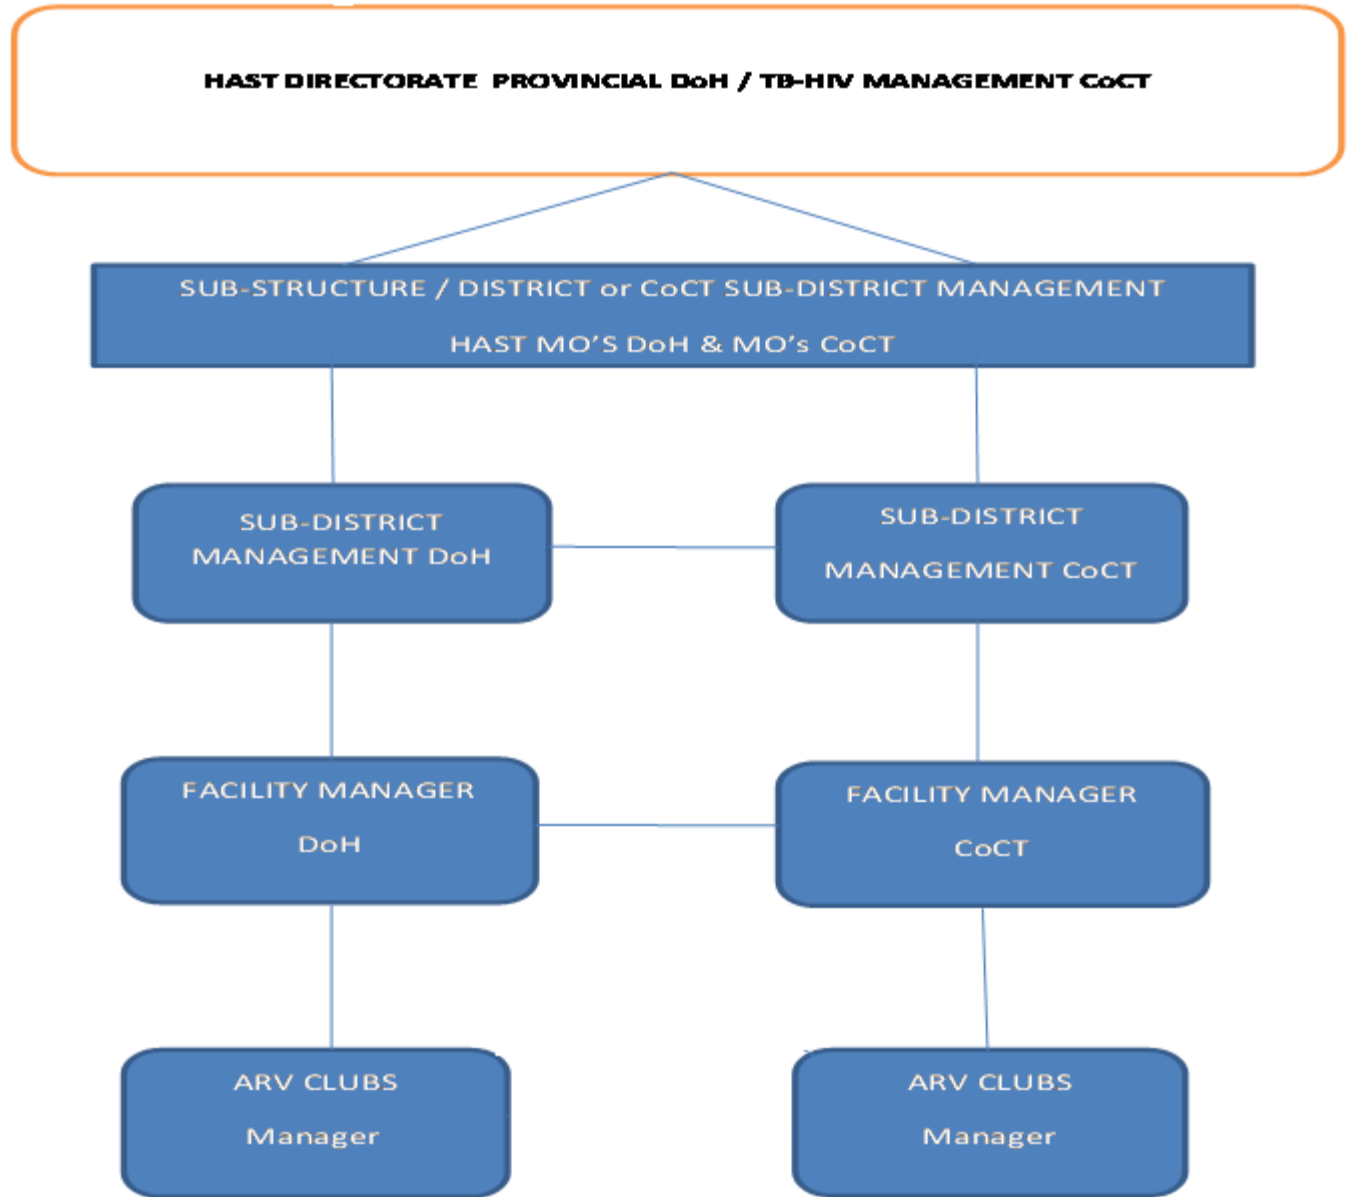 HAST DIRECTORATE PROVINCIAL DoH / TB-HIV MANAGEMENT CoCT
SUB-STRUCTURE / DISTRICT or CoCT SUB-DISTRICT MANAGEMENT
HAST MO'S DoH & MO's CoCT
SUB-DISTRICT
MANAGEMENT DoH
SUB-DISTRICT
MANAGEMENT CoCT
FACILITY MANAGER
DoH
FACILITY MANAGER
CoCT
ARV CLUBS
Manager
ARV CLUBS
Manager